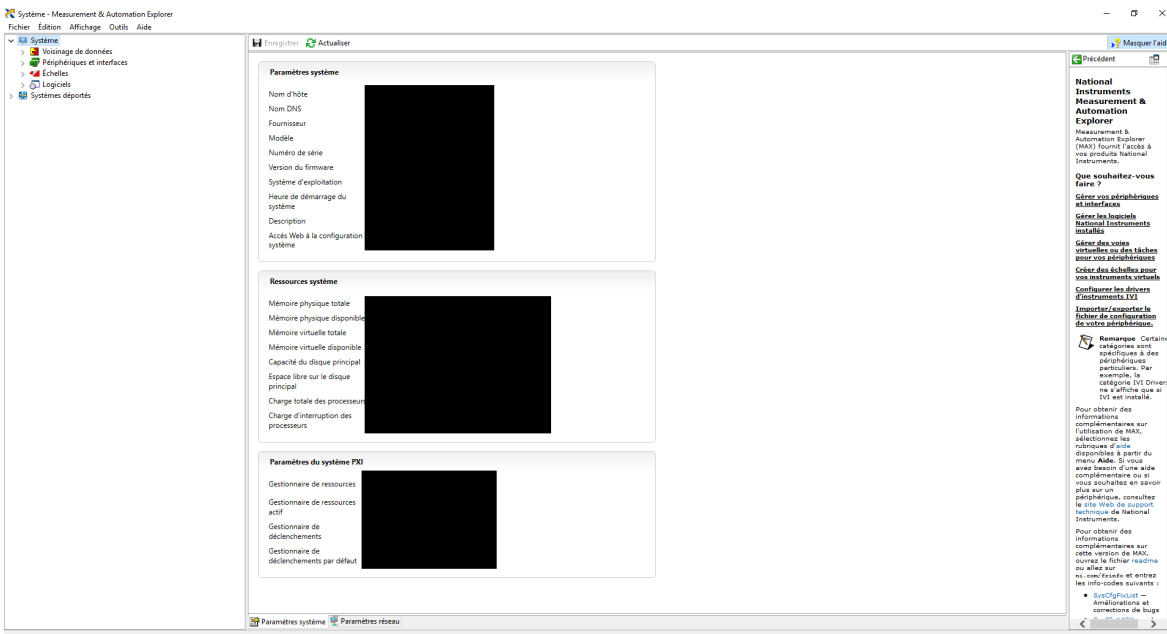 Système - Measurement & Automation Explorer
Fichier Édition Affichage Outils Aide
Système
Voisinage de données
Périphériques et interfaces
Échelles
Logiciels
Systèmes déportés
Enregistrer Actualiser
Masquer l'aid
Paramètres système
Nom d'hôte
Nom DNS
Fournisseur
Modèle
Numéro de série
Version du firmware
Système d'exploitation
Heure de démarrage du
système
Description
Accès Web à la configuration
système
Ressources système
Mémoire physique totale
Mémoire physique disponible
Mémoire virtuelle totale
Mémoire virtuelle disponible
Capacité du disque principal
Espace libre sur le disque
principal
Charge totale des processeurs
Charge d'interruption des
processeurs
Paramètres du système PXI
Gestionnaire de ressources
Gestionnaire de ressources
actif
Gestionnaire de
déclenchements
Gestionnaire de
déclenchements par défaut
Paramètres système Paramètres réseau
Précédent
National
Instruments
Measurement &
Automation
Explorer
Measurement &
Automation Explorer
(MAX) fournit l'accès à
vos produits National
Instruments.
Que souhaitez-vous
faire ?
Gérer vos périphériques
et interfaces
Gérer les logiciels
National Instruments
installés
Gérer des voies
virtuelles ou des tâches
pour vos périphériques
Créer des échelles pour
vos instruments virtuels
Configurer les drivers
d'instruments IVI
Importer/exporter le
fichier de configuration
de votre périphérique.
Remarque Certaine
catégories sont
spécifiques à des
périphériques
particuliers. Par
exemple, la
catégorie IVI Driver
ne s'affiche que si
IVI est installé.
Pour obtenir des
informations
complémentaires sur
l'utilisation de MAX,
sélectionnez les
rubriques d'aide
disponibles à partir du
menu Aide. Si vous
avez besoin d'une aide
complémentaire ou si
vous souhaitez en savoir
plus sur un
périphérique, consultez
le site Web de support
technique de National
Instruments.
Pour obtenir des
informations
complémentaires sur
cette version de MAX,
ouvrez le fichier readme
ou allez sur
ni.com/frinfo et entrez
les info-codes suivants :
SysCfgFixList —
Améliorations et
corrections de bugs